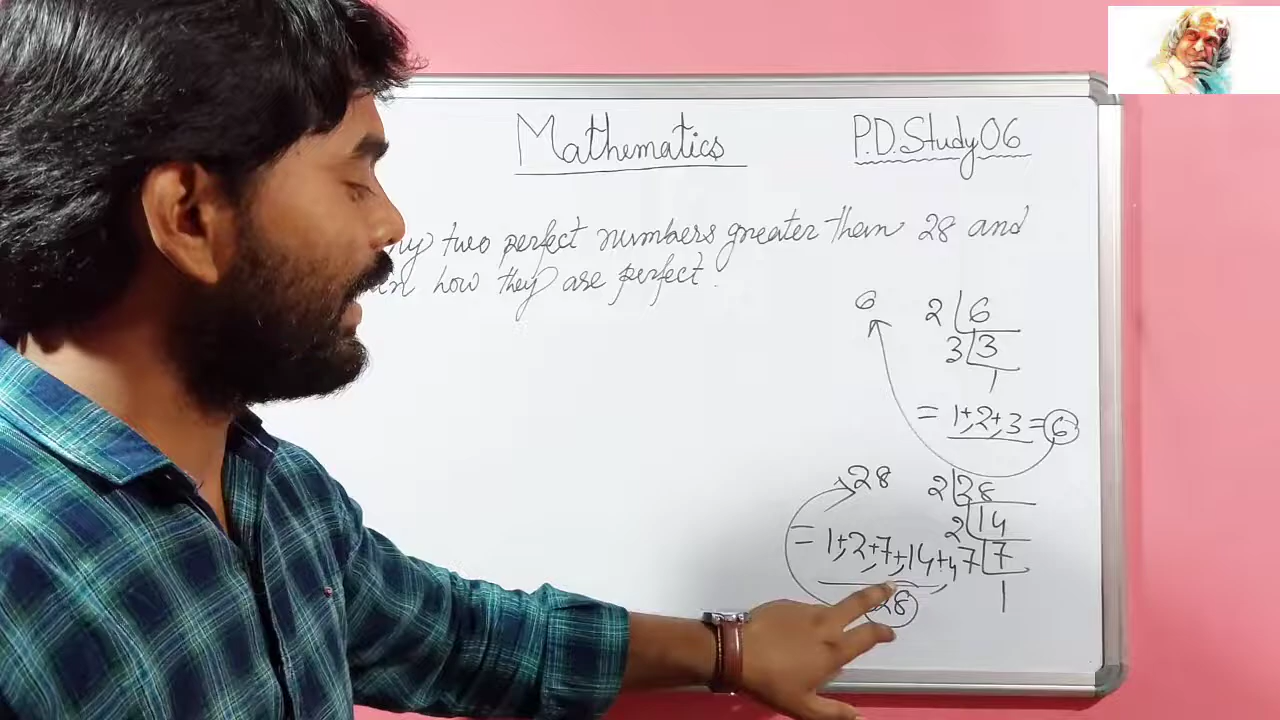 Mathematics
P.D.Study06
two perfect numbers greater than 28 and
how they are perfect.
6
2 6
3 3
1
= 1+2+3 = 6
28
2 28
2 14
= 1+2+7+14+4
7 7
28
1